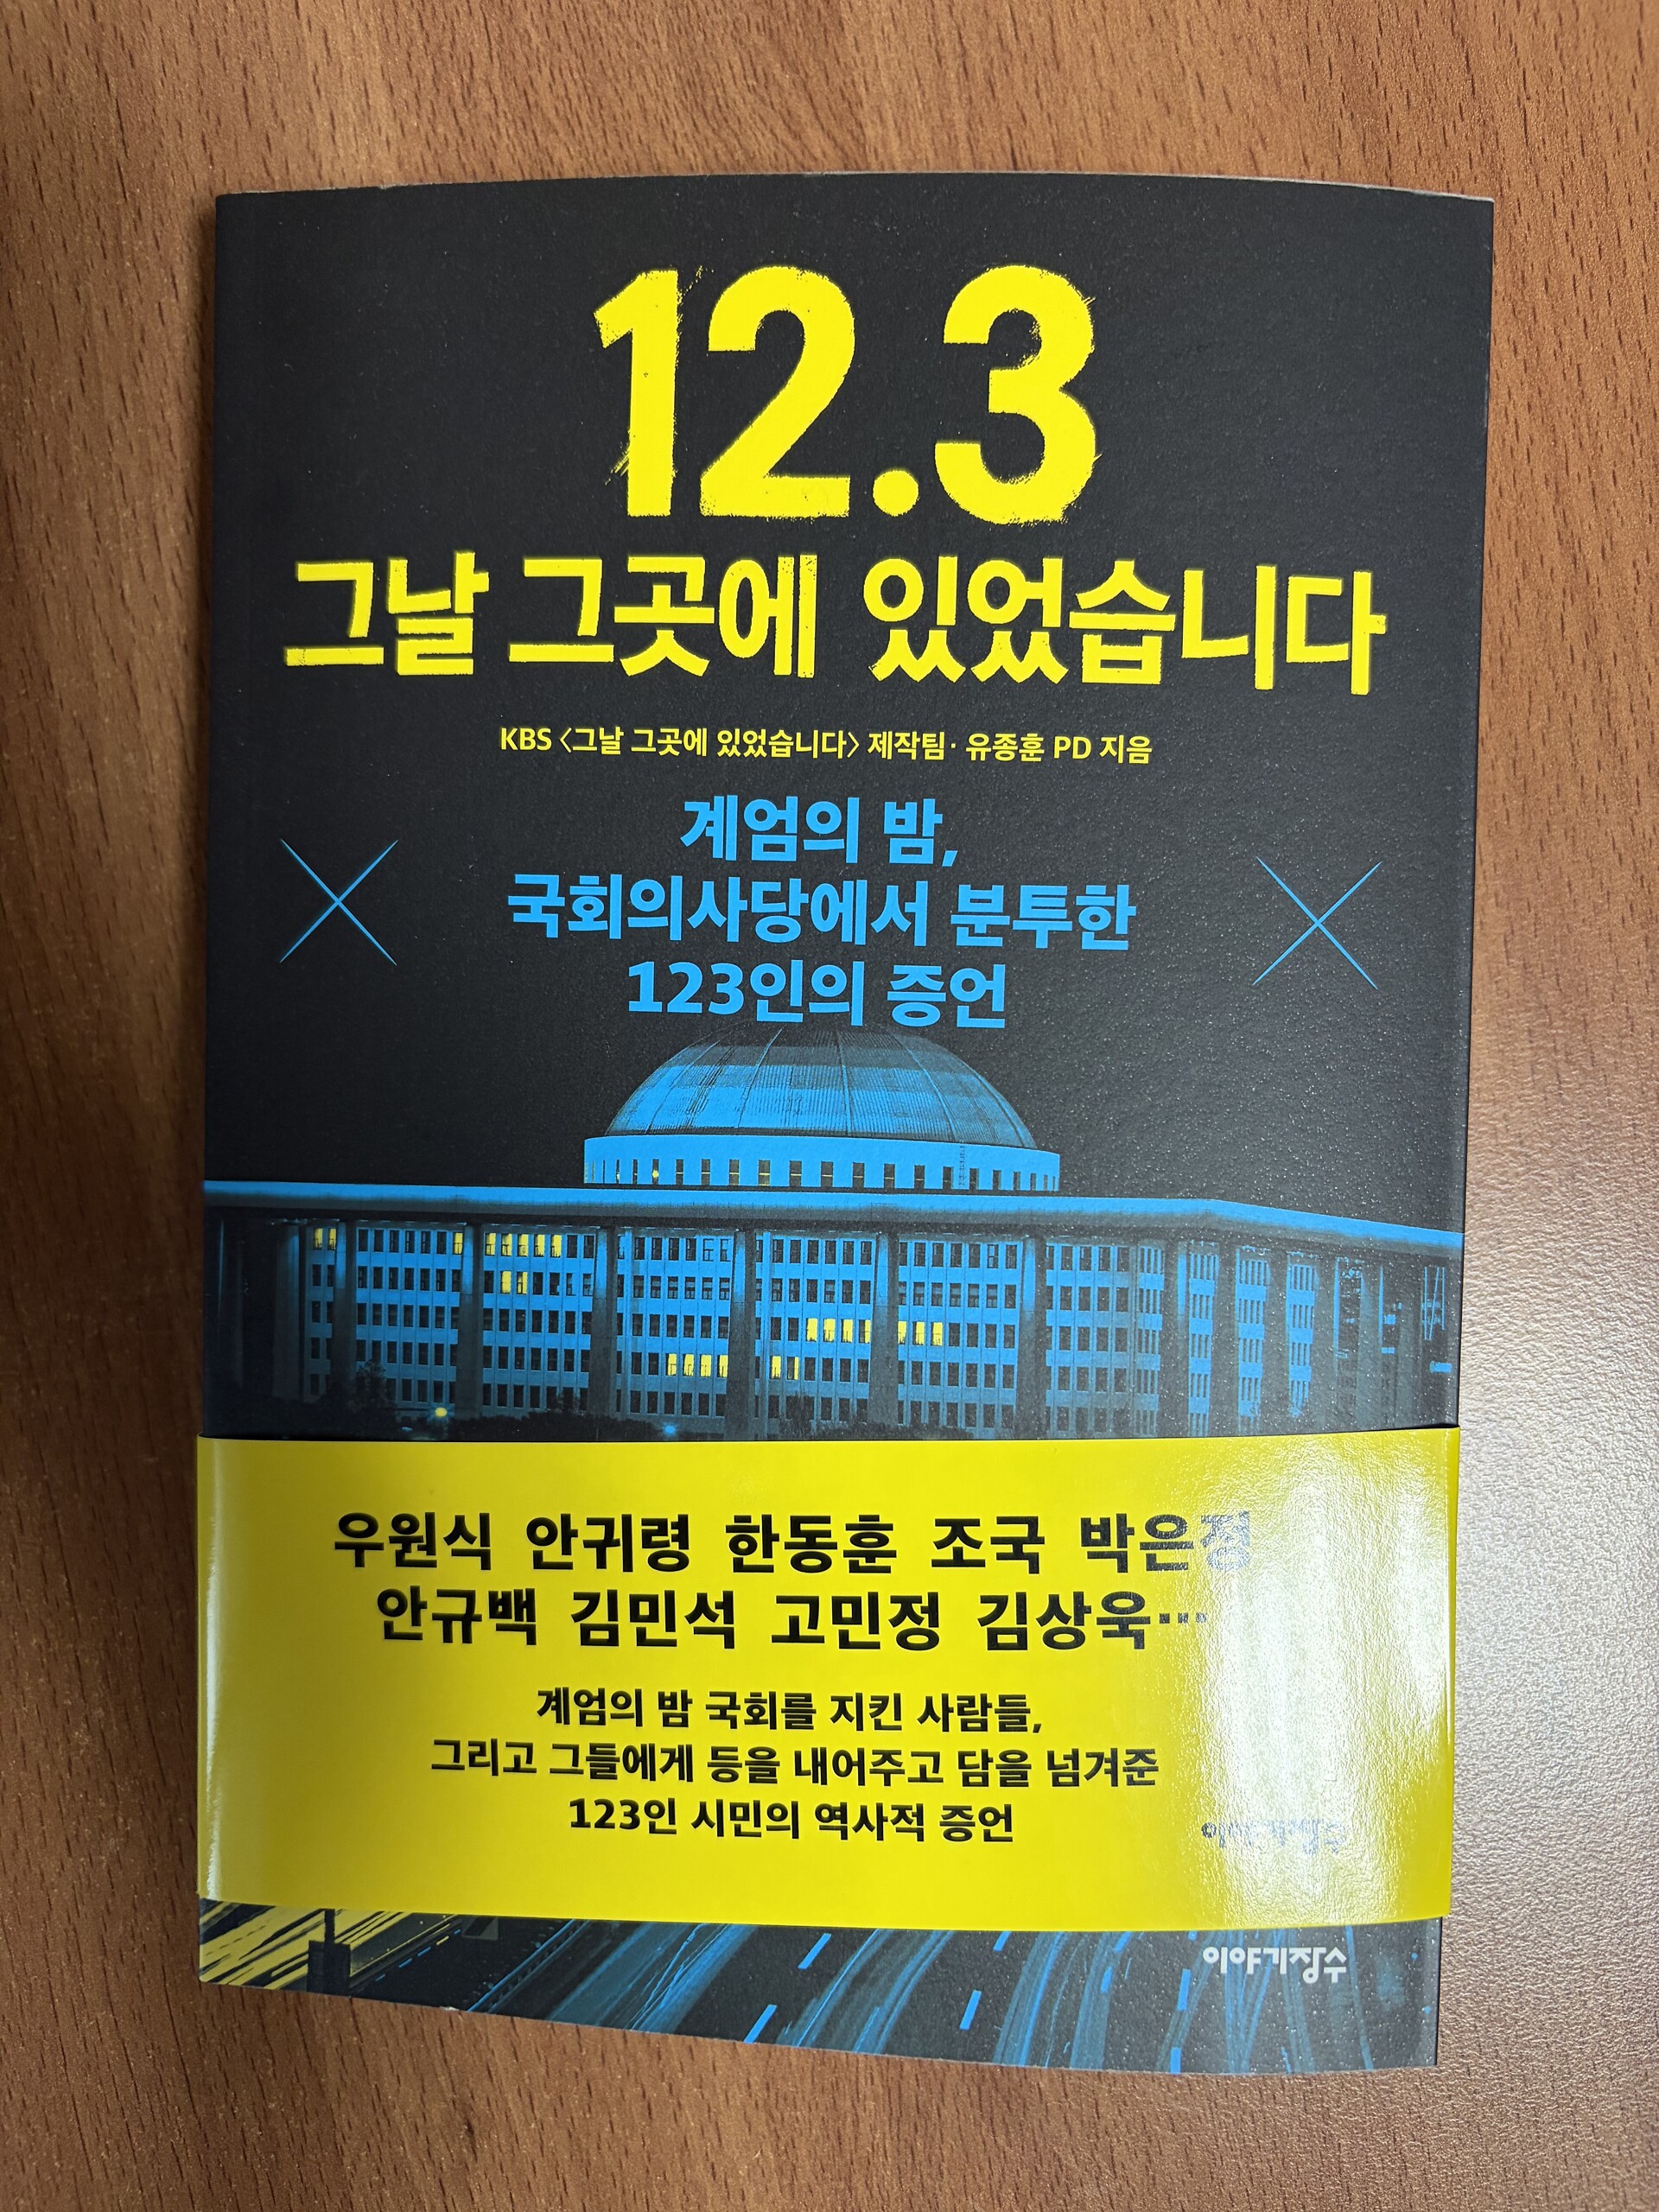 12.3
그날 그곳에 있었습니다
KBS 〈그날 그곳에 있었습니다〉 제작팀· 유종훈 PD 지음
계엄의 밤,
국회의사당에서 분투한
123인의 증언
우원식 안귀령 한동훈 조국 박은정
안규백 김민석 고민정 김상욱…
계엄의 밤 국회를 지킨 사람들,
그리고 그들에게 등을 내어주고 담을 넘겨준
123인 시민의 역사적 증언
이야기장수
이야기장수